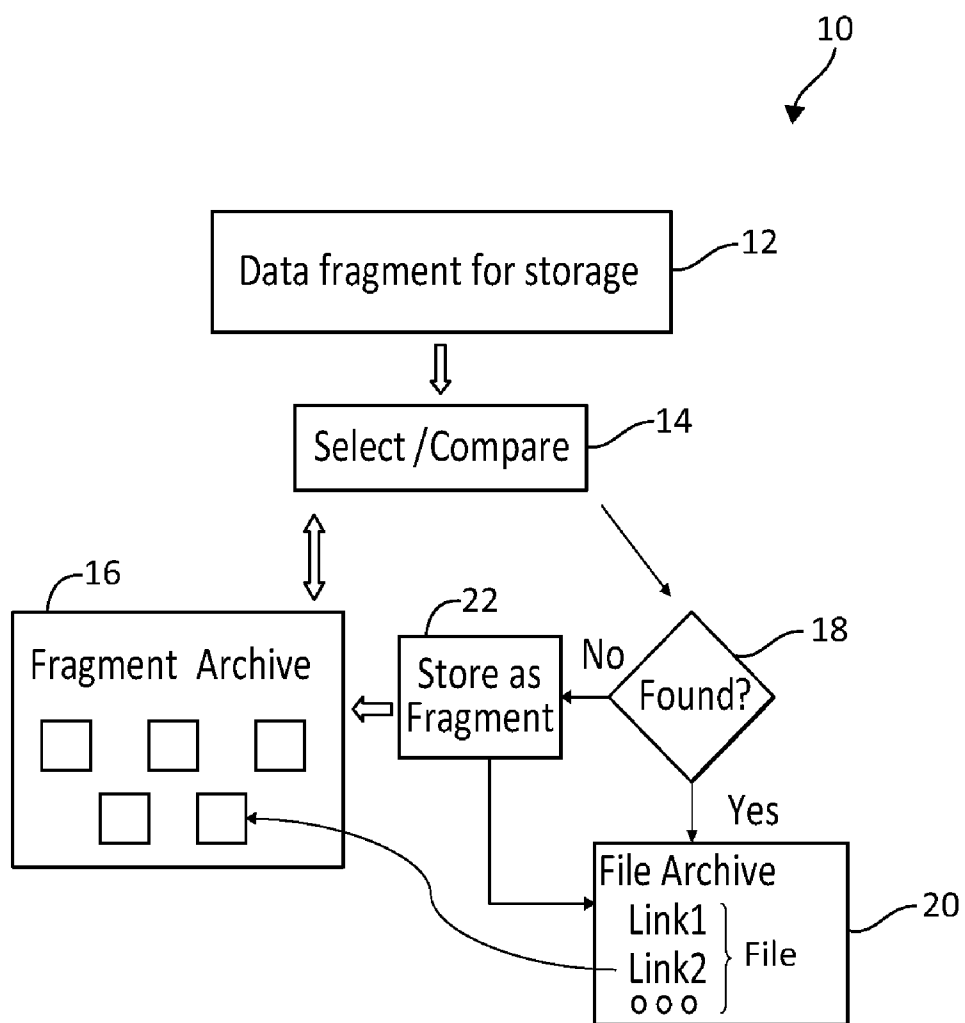 10
Data fragment for storage
12
Select /Compare
14
16
Fragment Archive
22
Store as
Fragment
No
Found?
18
Yes
File Archive
Link1
Link2
o o o
File
20